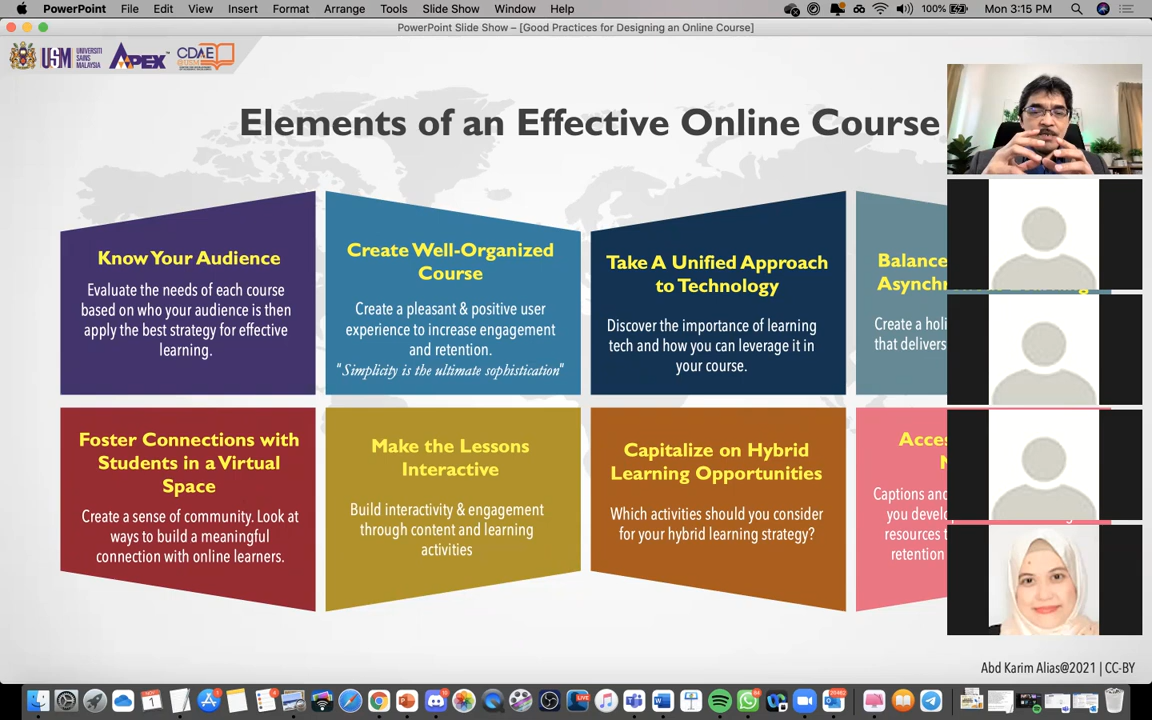 PowerPoint File Edit View Insert Format Arrange Tools Slide Show Window Help 100% Mon 3:15 PM
PowerPoint Slide Show – [Good Practices for Designing an Online Course]
USM UNIVERSITI SAINS MALAYSIA APEX CDAE
Elements of an Effective Online Course
Know Your Audience
Evaluate the needs of each course
based on who your audience is then
apply the best strategy for effective
learning.
Create Well-Organized
Course
Create a pleasant & positive user
experience to increase engagement
and retention.
"Simplicity is the ultimate sophistication"
Take A Unified Approach
to Technology
Discover the importance of learning
tech and how you can leverage it in
your course.
Balance
Create a
that delivers
Foster Connections with
Students in a Virtual
Space
Create a sense of community. Look at
ways to build a meaningful
connection with online learners.
Make the Lessons
Interactive
Build interactivity & engagement
through content and learning
activities
Capitalize on Hybrid
Learning Opportunities
Which activities should you consider
for your hybrid learning strategy?
Captions and
you
resources
retention
Abd Karim Alias@2021 | CC-BY